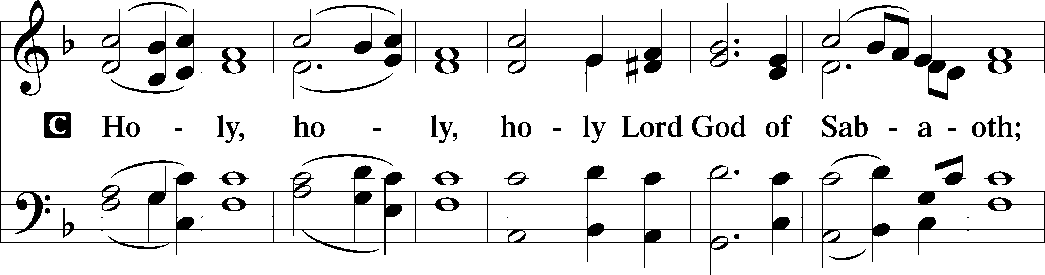 C Ho - ly, ho - ly, ho - ly Lord God of Sab - a - oth;